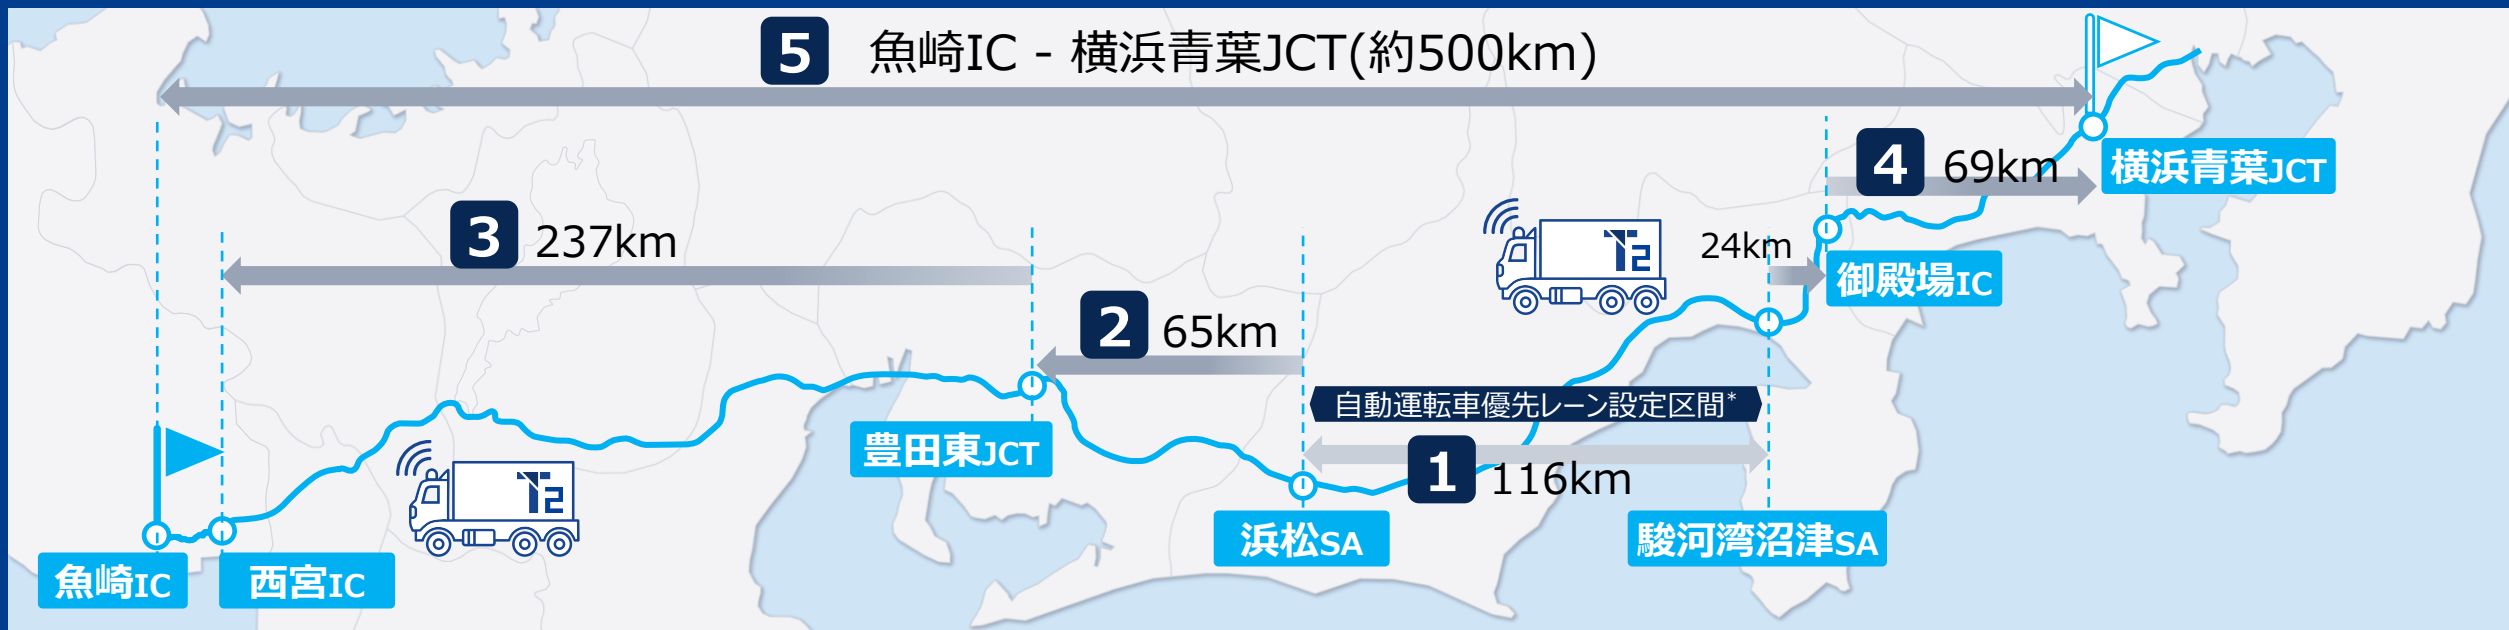 5 魚崎IC - 横浜青葉JCT(約500km)
4 69km
横浜青葉JCT
3 237km
24km
御殿場IC
T2
2 65km
自動運転車優先レーン設定区間*
豊田東JCT
1 116km
T2
浜松SA
駿河湾沼津SA
魚崎IC
西宮IC